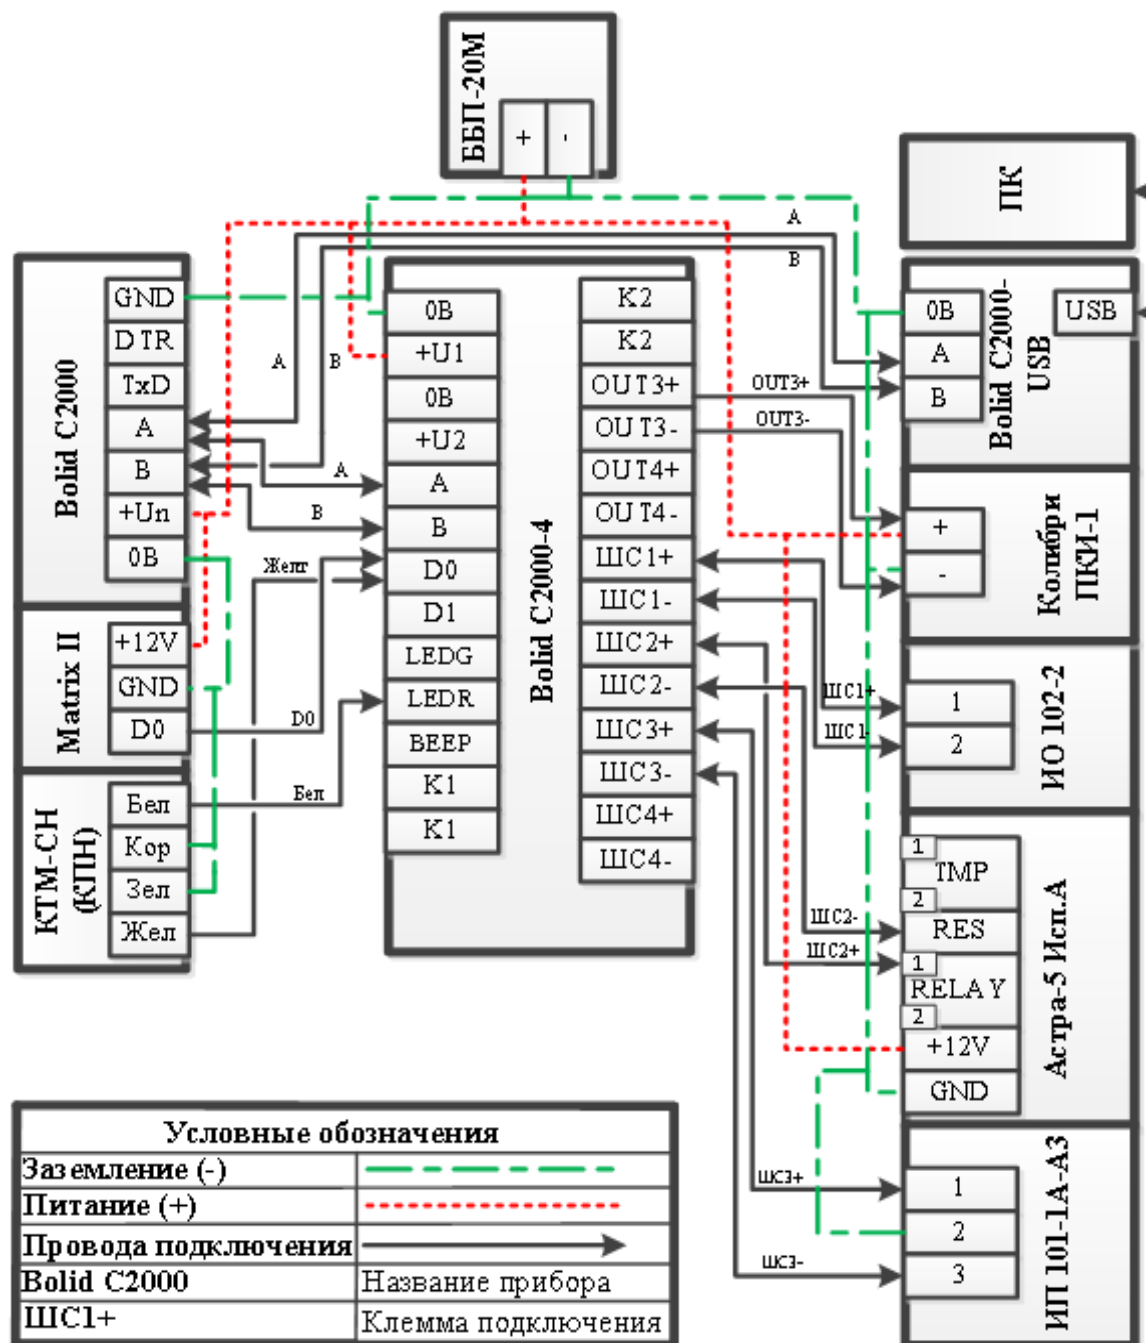 ББП-20М
+
-
ПК
Bolid C2000
GND
DTR
TxD
A
B
+Uп
0В
Matrix II
+12V
GND
D0
КТМ-СН
(КПН)
Бел
Кор
Зел
Жел
A
B
A
B
A
B
Желт
D0
Бел
Bolid C2000-4
0В
+U1
0В
+U2
A
B
D0
D1
LEDG
LEDR
BEEP
K1
K1
K2
K2
OUT3+
OUT3-
OUT4+
OUT4-
ШС1+
ШС1-
ШС2+
ШС2-
ШС3+
ШС3-
ШС4+
ШС4-
OUT3+
OUT3-
ШС1+
ШС1-
ШС2-
ШС2+
ШС3+
ШС3-
Bolid C2000-
USB
0В
A
B
USB
Колибри
ПКИ-1
+
-
ИО 102-2
1
2
Астра-5 Исп.А
1
TMP
2
RES
1
RELAY
2
+12V
GND
ИП 101-1А-А3
1
2
3
Условные обозначения
Заземление (-)
Питание (+)
Провода подключения
Bolid C2000 Название прибора
ШС1+ Клемма подключения